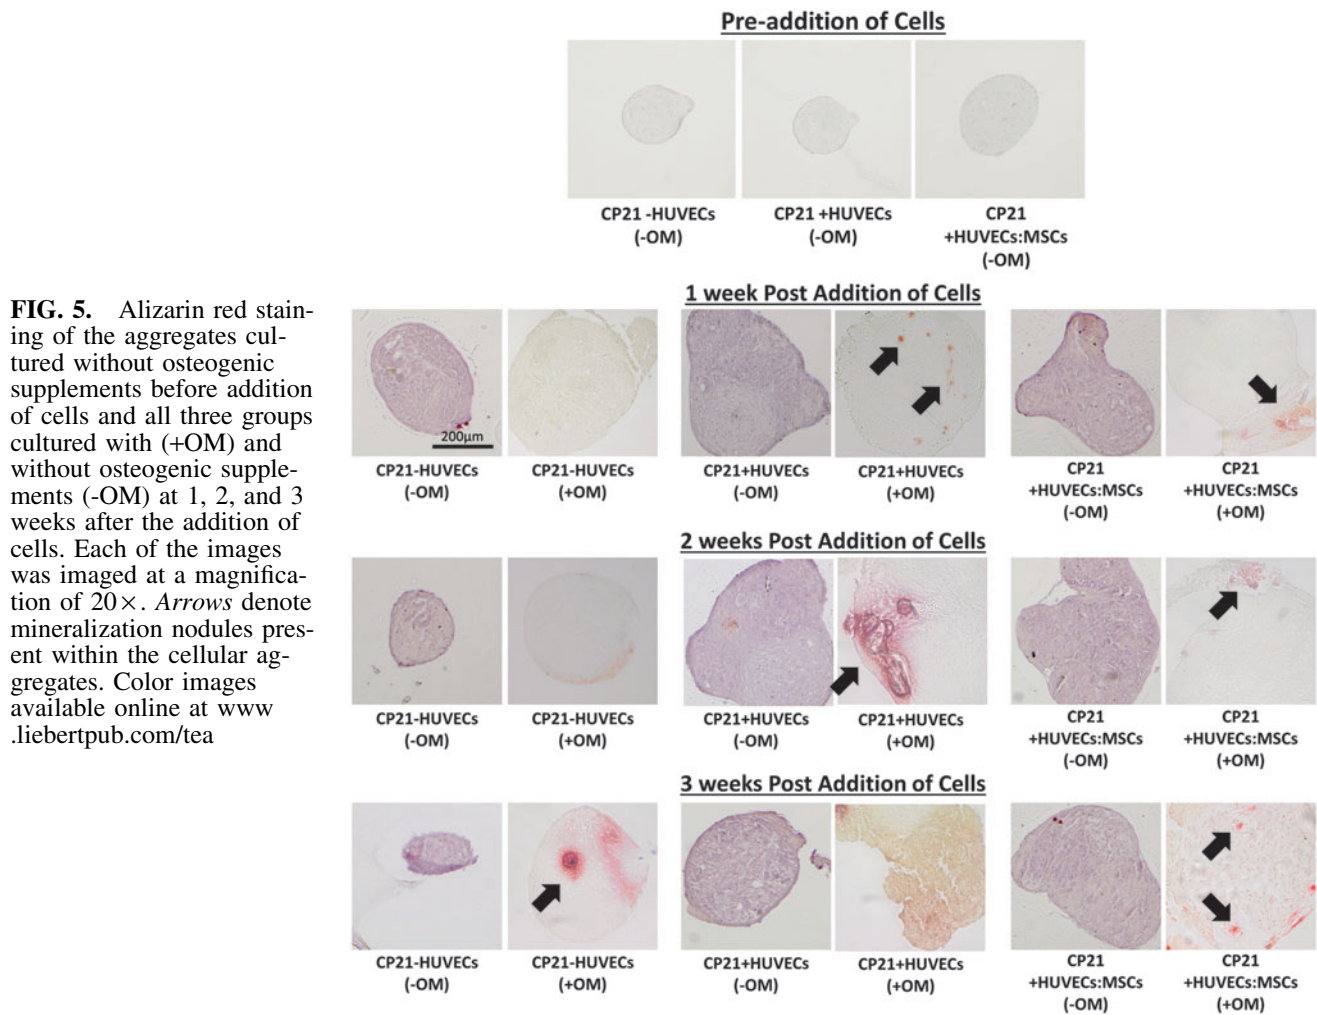 Pre-addition of Cells
CP21 -HUVECs
(-OM)
CP21 +HUVECs
(-OM)
CP21
+HUVECs:MSCs
(-OM)
FIG. 5. Alizarin red stain-
ing of the aggregates cul-
tured without osteogenic
supplements before addition
of cells and all three groups
cultured with (+OM) and
without osteogenic supple-
ments (-OM) at 1, 2, and 3
weeks after the addition of
cells. Each of the images
was imaged at a magnifica-
tion of 20×. Arrows denote
mineralization nodules pres-
ent within the cellular ag-
gregates. Color images
available online at www
.liebertpub.com/tea
1 week Post Addition of Cells
200μm
CP21-HUVECs
(-OM)
CP21-HUVECs
(+OM)
CP21+HUVECs
(-OM)
CP21+HUVECs
(+OM)
CP21
+HUVECs:MSCs
(-OM)
CP21
+HUVECs:MSCs
(+OM)
2 weeks Post Addition of Cells
CP21-HUVECs
(-OM)
CP21-HUVECs
(+OM)
CP21+HUVECs
(-OM)
CP21+HUVECs
(+OM)
CP21
+HUVECs:MSCs
(-OM)
CP21
+HUVECs:MSCs
(+OM)
3 weeks Post Addition of Cells
CP21-HUVECs
(-OM)
CP21-HUVECs
(+OM)
CP21+HUVECs
(-OM)
CP21+HUVECs
(+OM)
CP21
+HUVECs:MSCs
(-OM)
CP21
+HUVECs:MSCs
(+OM)